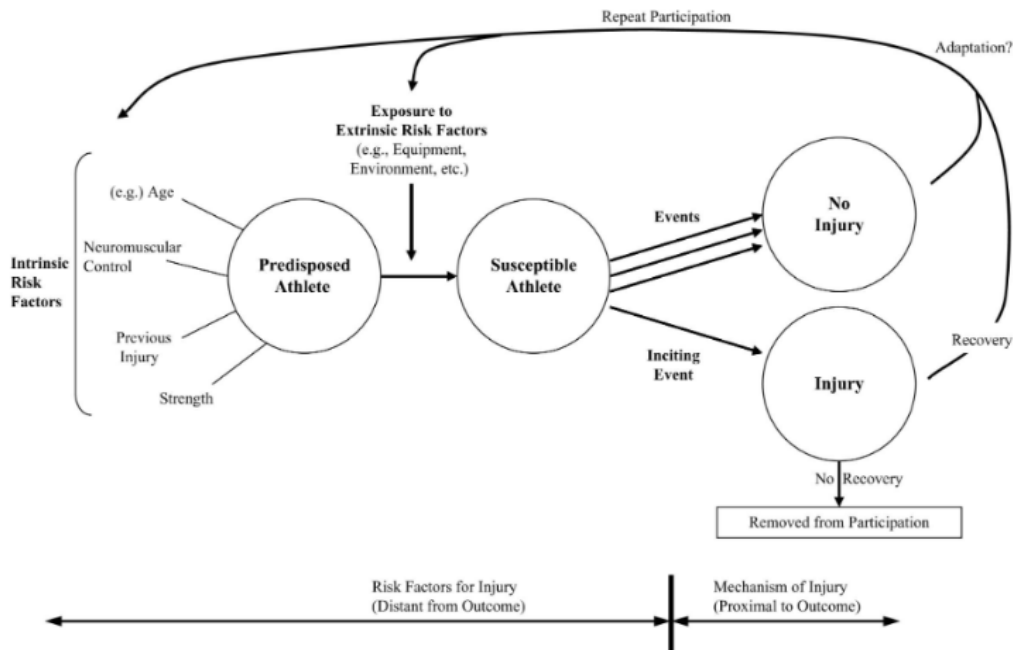 Repeat Participation
Adaptation?
Exposure to
Extrinsic Risk Factors
(e.g., Equipment,
Environment, etc.)
Intrinsic
Risk
Factors
(e.g.) Age
Neuromuscular
Control
Previous
Injury
Strength
Predisposed
Athlete
Susceptible
Athlete
Events
Inciting
Event
No
Injury
Injury
Recovery
No Recovery
Removed from Participation
Risk Factors for Injury
(Distant from Outcome)
Mechanism of Injury
(Proximal to Outcome)